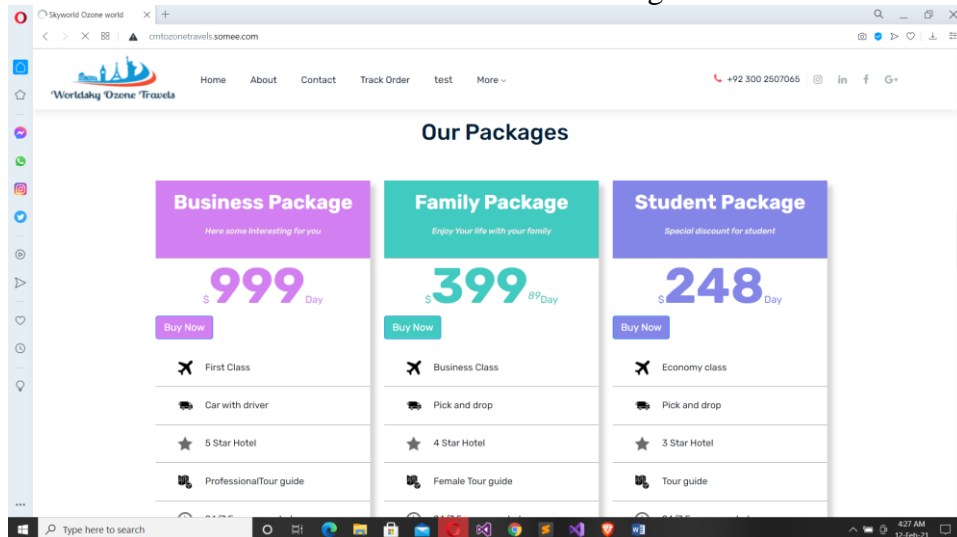 Skyworld Ozone world
cmtozonetravels.somee.com
Worldsky Ozone Travels
Home About Contact Track Order test More
+92 300 2507065 in f G+
Our Packages
Business Package
Here some Interesting for you
$ 999 Day
Buy Now
First Class
Car with driver
5 Star Hotel
ProfessionalTour guide
Family Package
Enjoy Your life with your family
$ 399 89 Day
Buy Now
Business Class
Pick and drop
4 Star Hotel
Female Tour guide
Student Package
Special discount for student
$ 248 Day
Buy Now
Economy class
Pick and drop
3 Star Hotel
Tour guide
Type here to search
4:27 AM
12-Feb-21